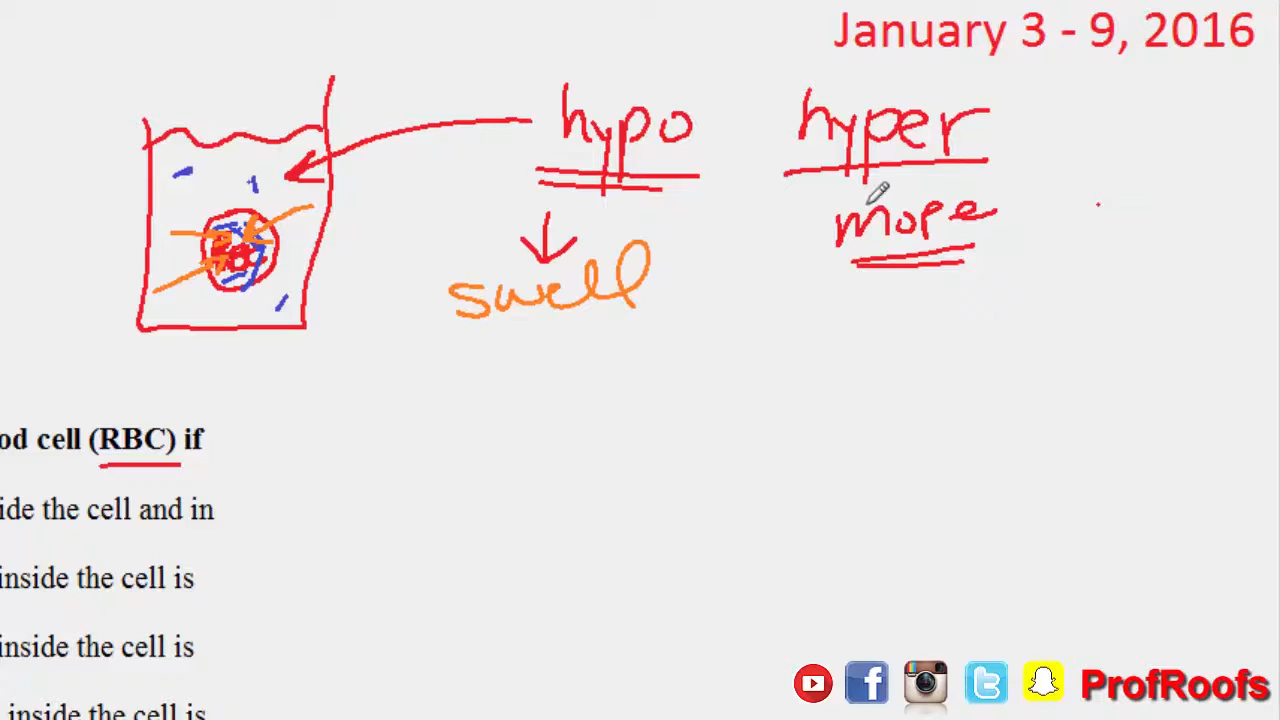 January 3 - 9, 2016
hypo hyper
more
swell
od cell (RBC) if
ide the cell and in
inside the cell is
inside the cell is
inside the cell is
ProfRoofs